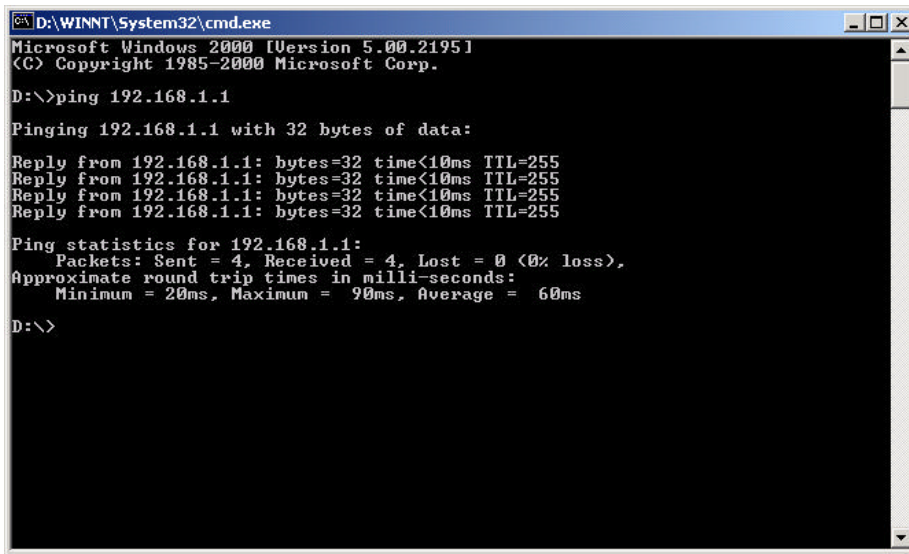 D:\WINNT\System32\cmd.exe
Microsoft Windows 2000 [Version 5.00.2195]
(C) Copyright 1985-2000 Microsoft Corp.
D:\>ping 192.168.1.1
Pinging 192.168.1.1 with 32 bytes of data:
Reply from 192.168.1.1: bytes=32 time<10ms TTL=255
Reply from 192.168.1.1: bytes=32 time<10ms TTL=255
Reply from 192.168.1.1: bytes=32 time<10ms TTL=255
Reply from 192.168.1.1: bytes=32 time<10ms TTL=255
Ping statistics for 192.168.1.1:
    Packets: Sent = 4, Received = 4, Lost = 0 (0% loss),
Approximate round trip times in milli-seconds:
    Minimum = 20ms, Maximum =  90ms, Average =  60ms
D:\>